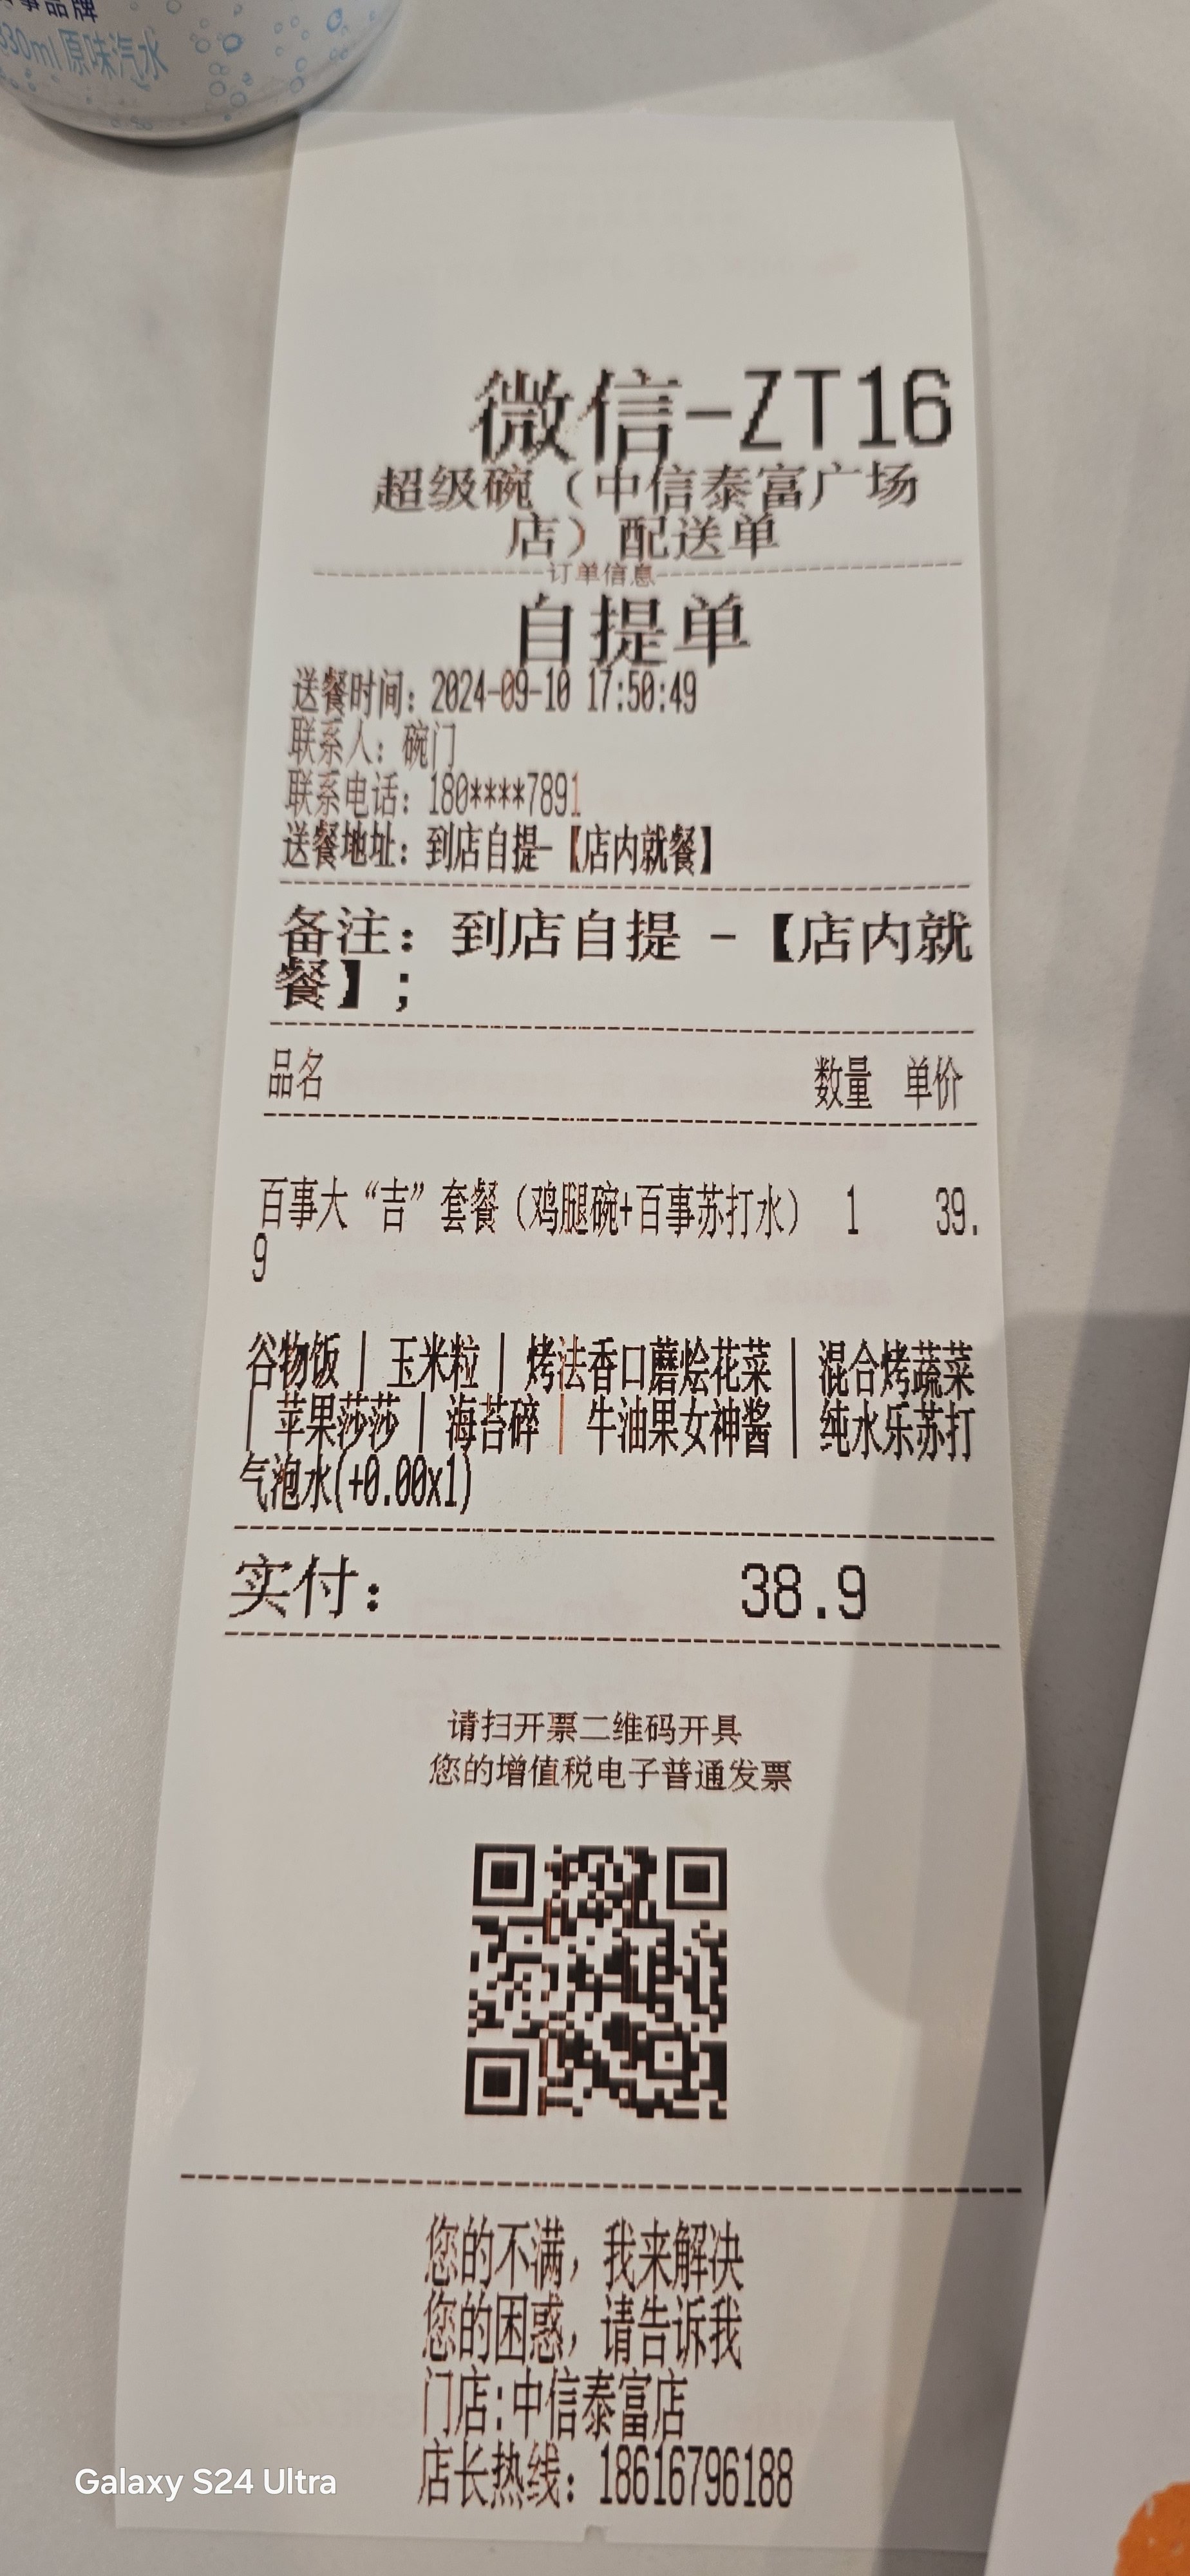 事品牌
330ml 原味汽水
微信-ZT16
超级碗（中信泰富广场
店）配送单
订单信息
自提单
送餐时间：2024-09-10 17:50:49
联系人：碗门
联系电话：180****7891
送餐地址：到店自提-【店内就餐】
备注：到店自提 -【店内就
餐】；
品名 数量 单价
百事大“吉”套餐（鸡腿碗+百事苏打水） 1 39.
9
谷物饭 | 玉米粒 | 烤法香口蘑烩花菜 | 混合烤蔬菜
| 苹果莎莎 | 海苔碎 | 牛油果女神酱 | 纯水乐苏打
气泡水(+0.00x1)
实付： 38.9
请扫开票二维码开具
您的增值税电子普通发票
您的不满，我来解决
您的困惑，请告诉我
门店:中信泰富店
店长热线：18616796188
Galaxy S24 Ultra